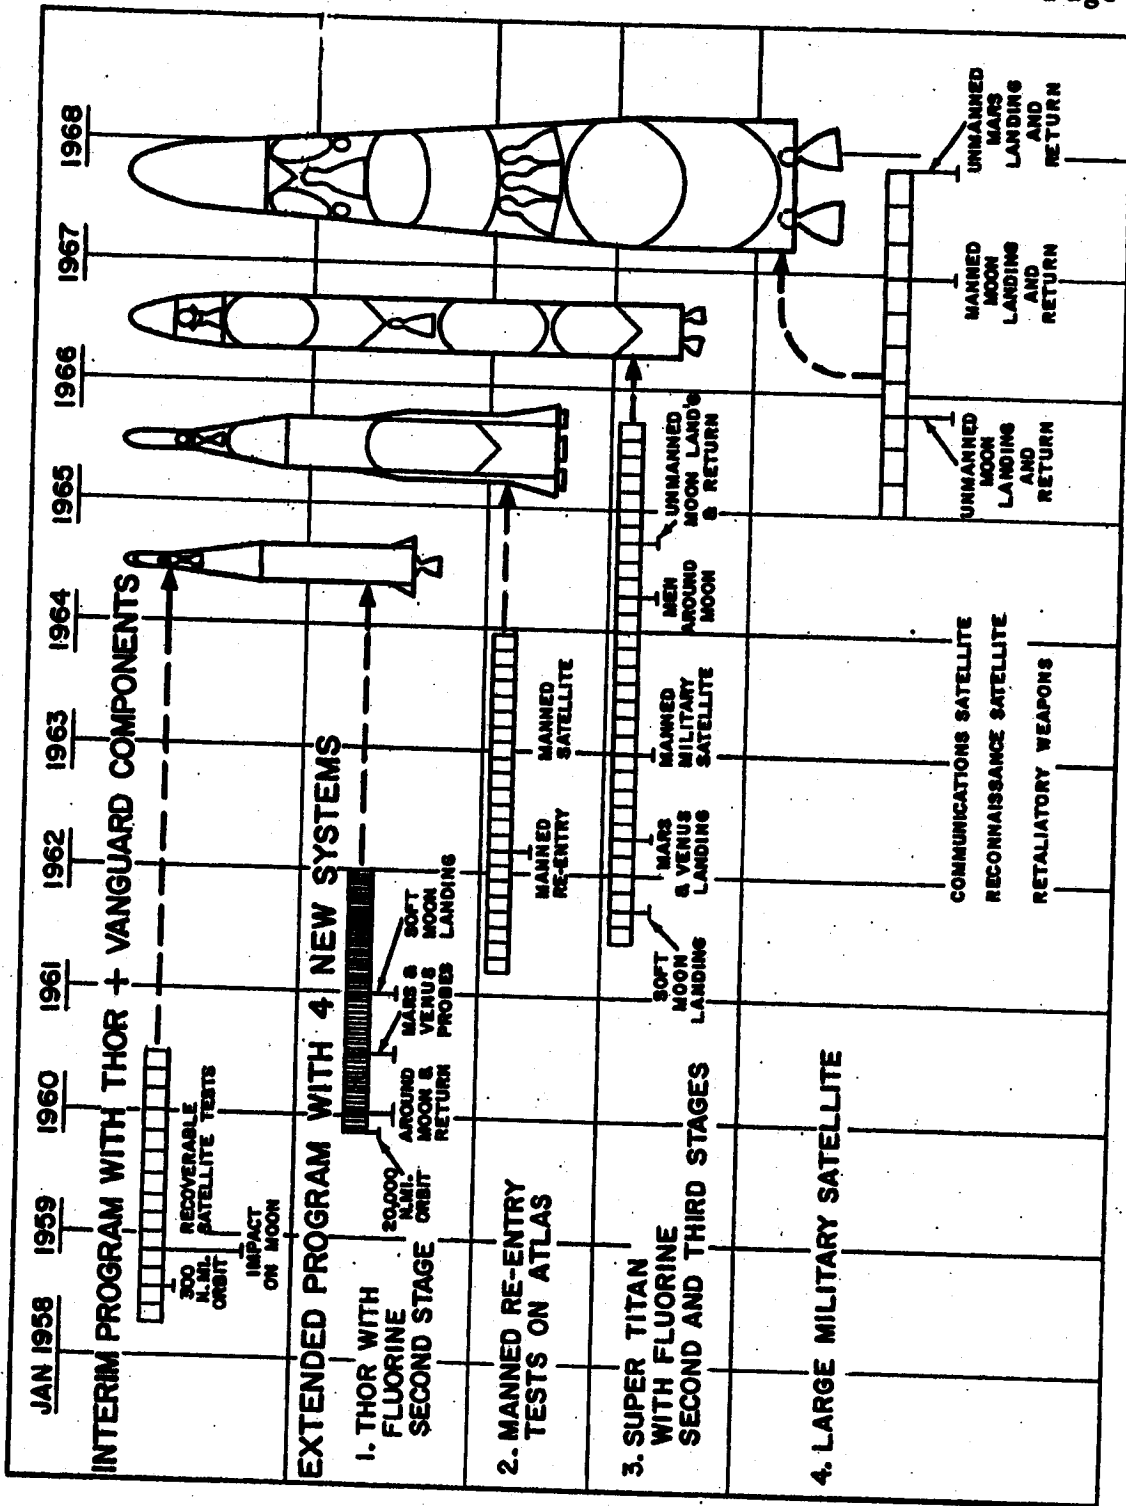 JAN 1958
1959
1960
1961
1962
1963
1964
1965
1966
1967
1968
INTERIM PROGRAM WITH THOR + VANGUARD COMPONENTS
300
N. MI.
ORBIT
IMPACT
ON MOON
RECOVERABLE
SATELLITE TESTS
EXTENDED PROGRAM WITH 4 NEW SYSTEMS
1. THOR WITH
FLUORINE
SECOND STAGE
20,000
N.MI.
ORBIT
AROUND
MOON &
RETURN
MARS &
VENUS
PROBES
SOFT
MOON
LANDING
2. MANNED RE-ENTRY
TESTS ON ATLAS
MANNED
RE-ENTRY
MANNED
SATELLITE
3. SUPER TITAN
WITH FLUORINE
SECOND AND THIRD STAGES
SOFT
MOON
LANDING
MARS
& VENUS
LANDING
MANNED
MILITARY
SATELLITE
MEN
AROUND
MOON
UNMANNED
MOON LAND'G
& RETURN
4. LARGE MILITARY SATELLITE
COMMUNICATIONS SATELLITE
RECONNAISSANCE SATELLITE
RETALIATORY WEAPONS
UNMANNED
MOON
LANDING
AND
RETURN
MANNED
MOON
LANDING
AND
RETURN
UNMANNED
MARS
LANDING
AND
RETURN